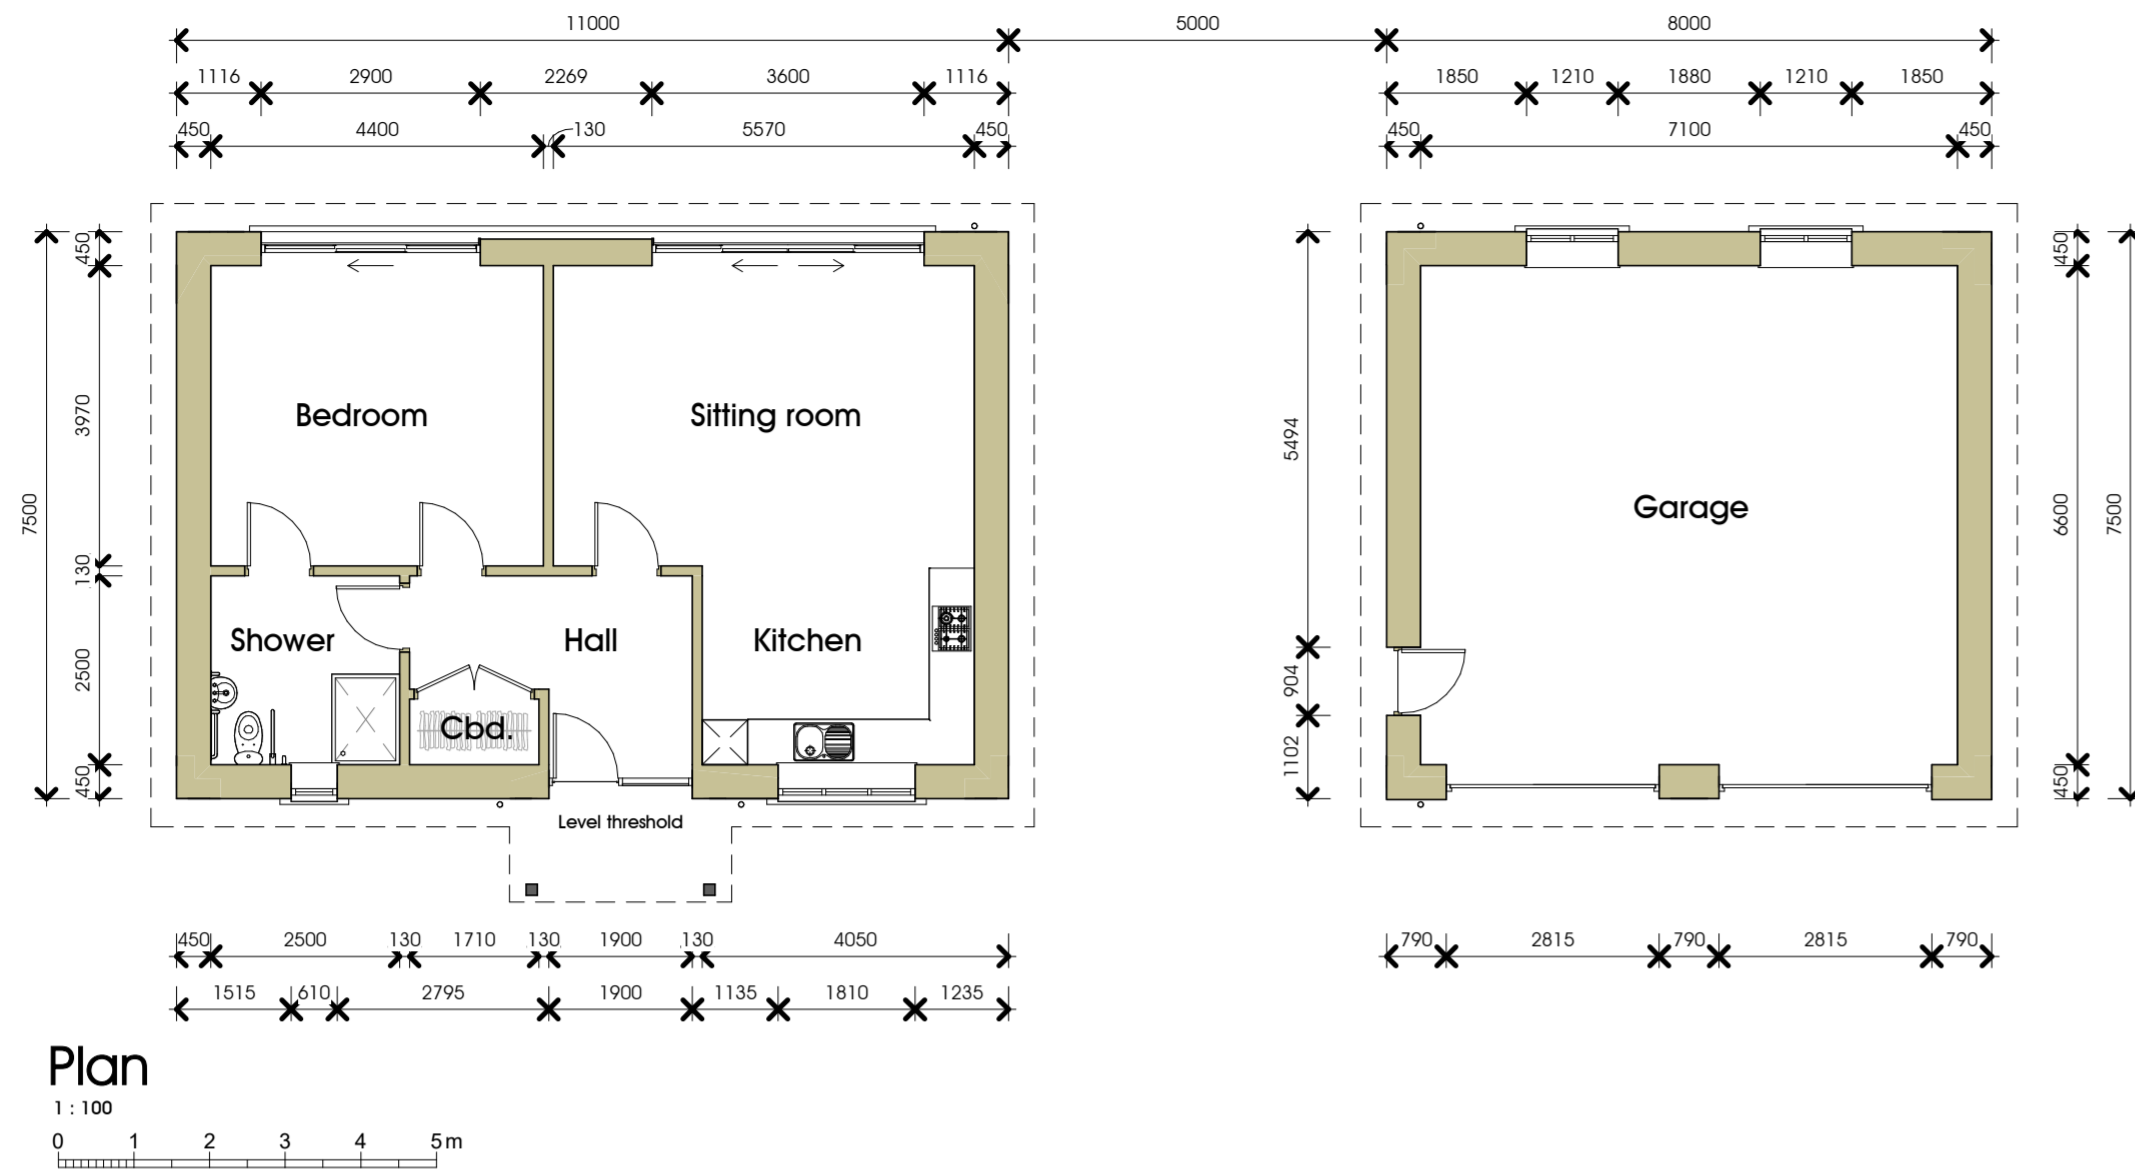 11000 5000 8000
1116 2900 2269 3600 1116 1850 1210 1880 1210 1850
450 4400 130 5570 450 450 7100 450
7500
450
3970
130
2500
450
Bedroom
Sitting room
Shower
Hall
Kitchen
Cbd.
Level threshold
5494
904
1102
Garage
450
6600
450
7500
450 2500 130 1710 130 1900 130 4050 790 2815 790 2815 790
1515 610 2795 1900 1135 1810 1235
Plan
1 : 100
0 1 2 3 4 5 m